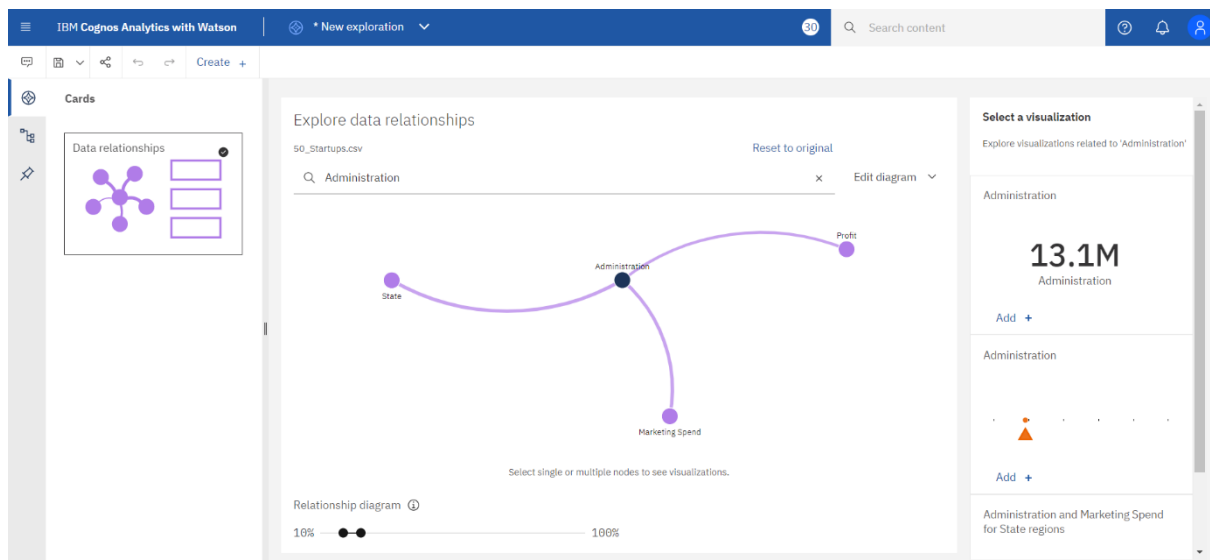 IBM Cognos Analytics with Watson
* New exploration
30
Search content
Create +
Cards
Data relationships
Explore data relationships
50_Startups.csv
Reset to original
Administration
Edit diagram
Profit
Administration
State
Marketing Spend
Select single or multiple nodes to see visualizations.
Relationship diagram
10%
100%
Select a visualization
Explore visualizations related to 'Administration'
Administration
13.1M
Administration
Add +
Administration
Add +
Administration and Marketing Spend
for State regions